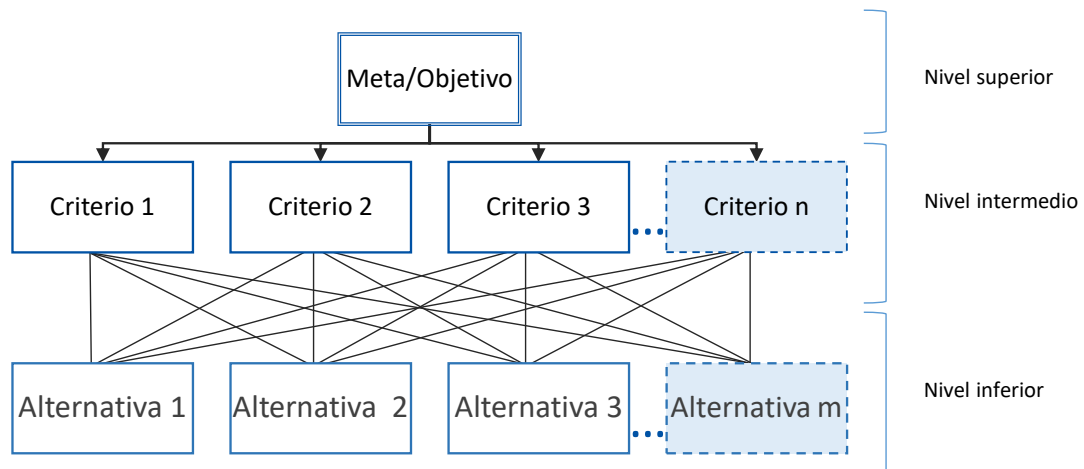 Meta/Objetivo
Nivel superior
Criterio 1
Criterio 2
Criterio 3
Criterio n
Nivel intermedio
Alternativa 1
Alternativa 2
Alternativa 3
Alternativa m
Nivel inferior